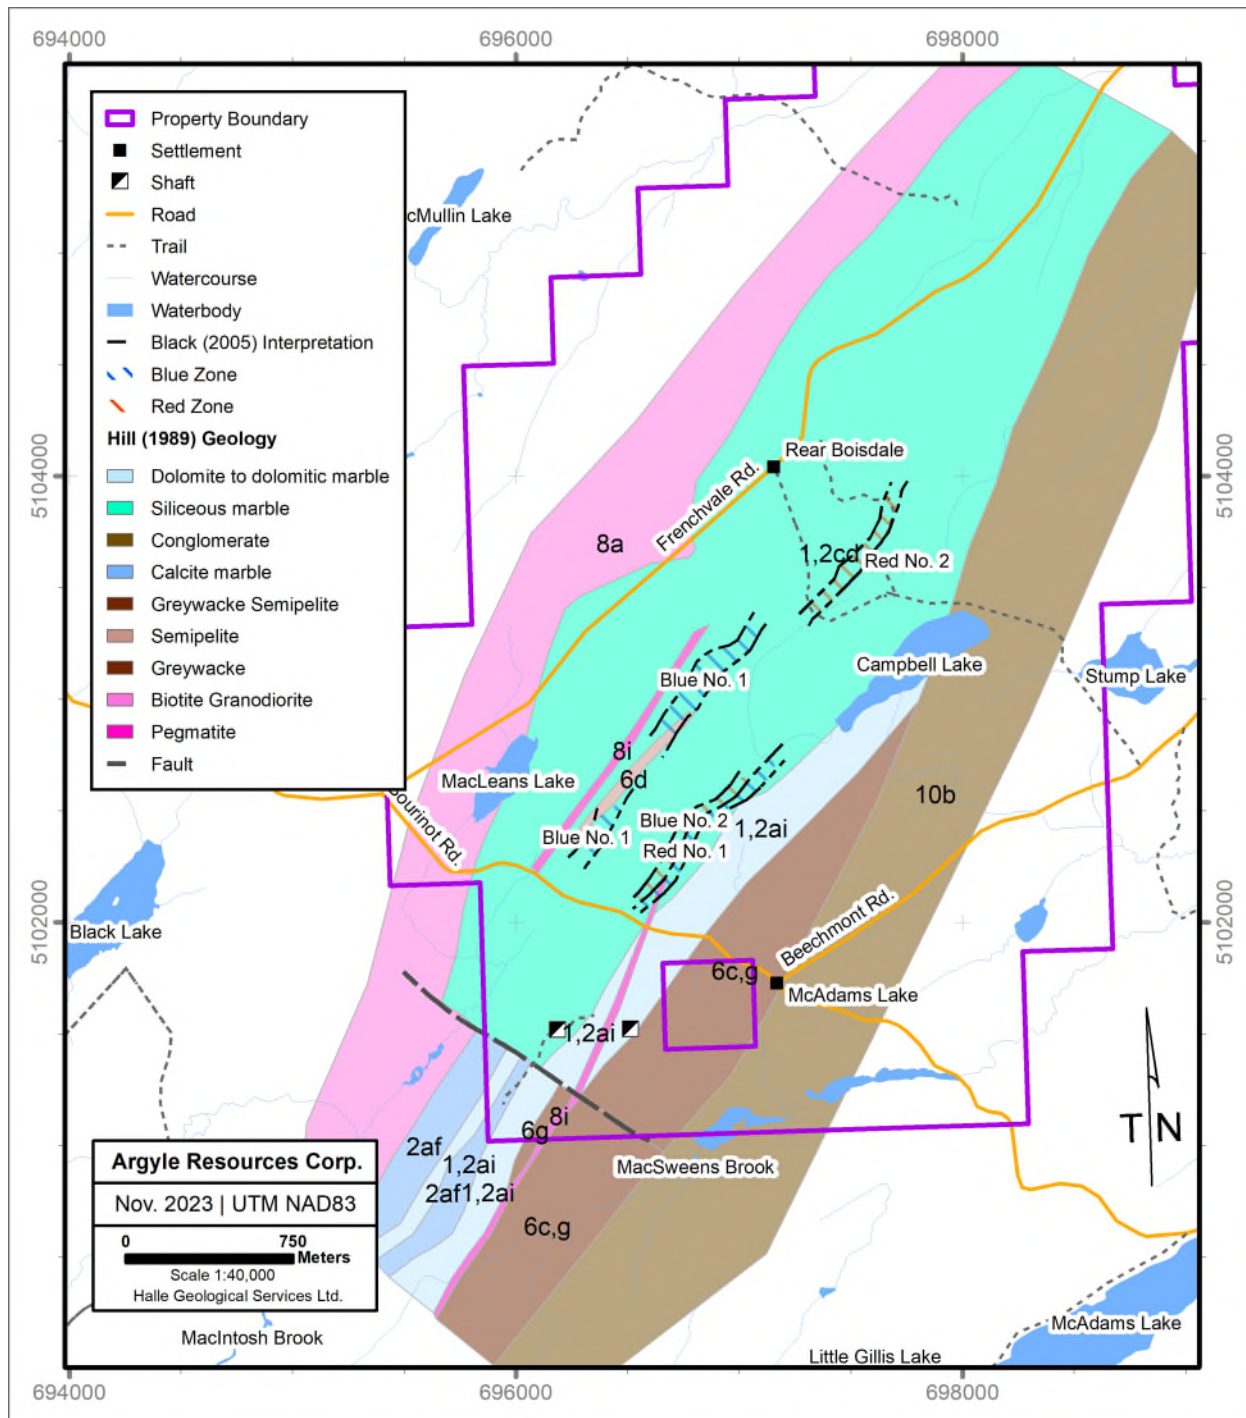 694000
696000
698000
Property Boundary
Settlement
Shaft
Road
Trail
Watercourse
Waterbody
Black (2005) Interpretation
Blue Zone
Red Zone
Hill (1989) Geology
Dolomite to dolomitic marble
Siliceous marble
Conglomerate
Calcite marble
Greywacke Semipelite
Semipelite
Greywacke
Biotite Granodiorite
Pegmatite
Fault
cMullin Lake
5104000
5104000
Rear Boisdale
Frenchvale Rd.
8a
1,2cd
Red No. 2
Campbell Lake
Stump Lake
Blue No. 1
8i
6d
MacLeans Lake
10b
Bourinot Rd.
Blue No. 2
1,2ai
Blue No. 1
Red No. 1
5102000
5102000
Black Lake
Beechmont Rd.
6c,g
McAdams Lake
1,2ai
8i
6g
T N
2af
1,2ai
MacSweens Brook
2af
1,2ai
6c,g
Argyle Resources Corp.
Nov. 2023 | UTM NAD83
0 750
Meters
Scale 1:40,000
Halle Geological Services Ltd.
MacIntosh Brook
McAdams Lake
Little Gillis Lake
694000
696000
698000